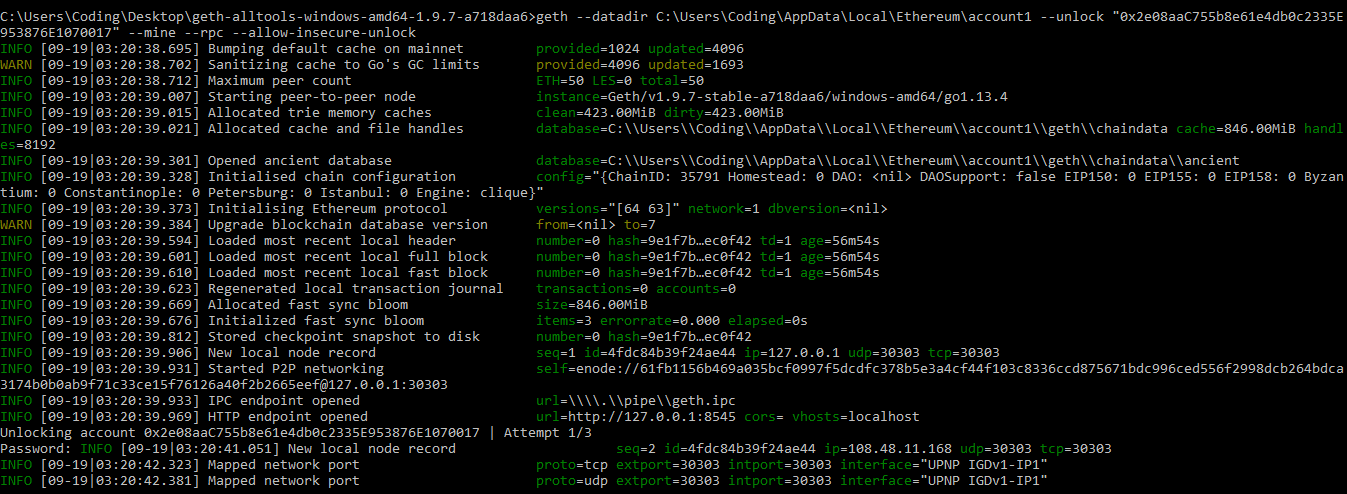 C:\Users\Coding\Desktop\geth-alltools-windows-amd64-1.9.7-a718daa6>geth --datadir C:\Users\Coding\AppData\Local\Ethereum\account1 --unlock "0x2e08aaC755b8e61e4db0c2335E
953876E1070017" --mine --rpc --allow-insecure-unlock
INFO [09-19|03:20:38.695] Bumping default cache on mainnet provided=1024 updated=4096
WARN [09-19|03:20:38.702] Sanitizing cache to Go's GC limits provided=4096 updated=1693
INFO [09-19|03:20:38.712] Maximum peer count ETH=50 LES=0 total=50
INFO [09-19|03:20:39.007] Starting peer-to-peer node instance=Geth/v1.9.7-stable-a718daa6/windows-amd64/go1.13.4
INFO [09-19|03:20:39.015] Allocated trie memory caches clean=423.00MiB dirty=423.00MiB
INFO [09-19|03:20:39.021] Allocated cache and file handles database=C:\\Users\\Coding\\AppData\\Local\\Ethereum\\account1\\geth\\chaindata cache=846.00MiB handl
es=8192
INFO [09-19|03:20:39.301] Opened ancient database database=C:\\Users\\Coding\\AppData\\Local\\Ethereum\\account1\\geth\\chaindata\\ancient
INFO [09-19|03:20:39.328] Initialised chain configuration config="{ChainID: 35791 Homestead: 0 DAO: <nil> DAOSupport: false EIP150: 0 EIP155: 0 EIP158: 0 Byzan
tium: 0 Constantinople: 0 Petersburg: 0 Istanbul: 0 Engine: clique}"
INFO [09-19|03:20:39.373] Initialising Ethereum protocol versions="[64 63]" network=1 dbversion=<nil>
WARN [09-19|03:20:39.384] Upgrade blockchain database version from=<nil> to=7
INFO [09-19|03:20:39.594] Loaded most recent local header number=0 hash=9e1f7b…ec0f42 td=1 age=56m54s
INFO [09-19|03:20:39.601] Loaded most recent local full block number=0 hash=9e1f7b…ec0f42 td=1 age=56m54s
INFO [09-19|03:20:39.610] Loaded most recent local fast block number=0 hash=9e1f7b…ec0f42 td=1 age=56m54s
INFO [09-19|03:20:39.623] Regenerated local transaction journal transactions=0 accounts=0
INFO [09-19|03:20:39.669] Allocated fast sync bloom size=846.00MiB
INFO [09-19|03:20:39.676] Initialized fast sync bloom items=3 errorrate=0.000 elapsed=0s
INFO [09-19|03:20:39.812] Stored checkpoint snapshot to disk number=0 hash=9e1f7b…ec0f42
INFO [09-19|03:20:39.906] New local node record seq=1 id=4fdc84b39f24ae44 ip=127.0.0.1 udp=30303 tcp=30303
INFO [09-19|03:20:39.931] Started P2P networking self=enode://61fb1156b469a035bcf0997f5dcdfc378b5e3a4cf44f103c8336ccd875671bdc996ced556f2998dcb264bdca
3174b0b0ab9f71c33ce15f76126a40f2b2665eef@127.0.0.1:30303
INFO [09-19|03:20:39.933] IPC endpoint opened url=\\\\.\\pipe\\geth.ipc
INFO [09-19|03:20:39.969] HTTP endpoint opened url=http://127.0.0.1:8545 cors= vhosts=localhost
Unlocking account 0x2e08aaC755b8e61e4db0c2335E953876E1070017 | Attempt 1/3
Password: INFO [09-19|03:20:41.051] New local node record seq=2 id=4fdc84b39f24ae44 ip=108.48.11.168 udp=30303 tcp=30303
INFO [09-19|03:20:42.323] Mapped network port proto=tcp extport=30303 intport=30303 interface="UPNP IGDv1-IP1"
INFO [09-19|03:20:42.381] Mapped network port proto=udp extport=30303 intport=30303 interface="UPNP IGDv1-IP1"